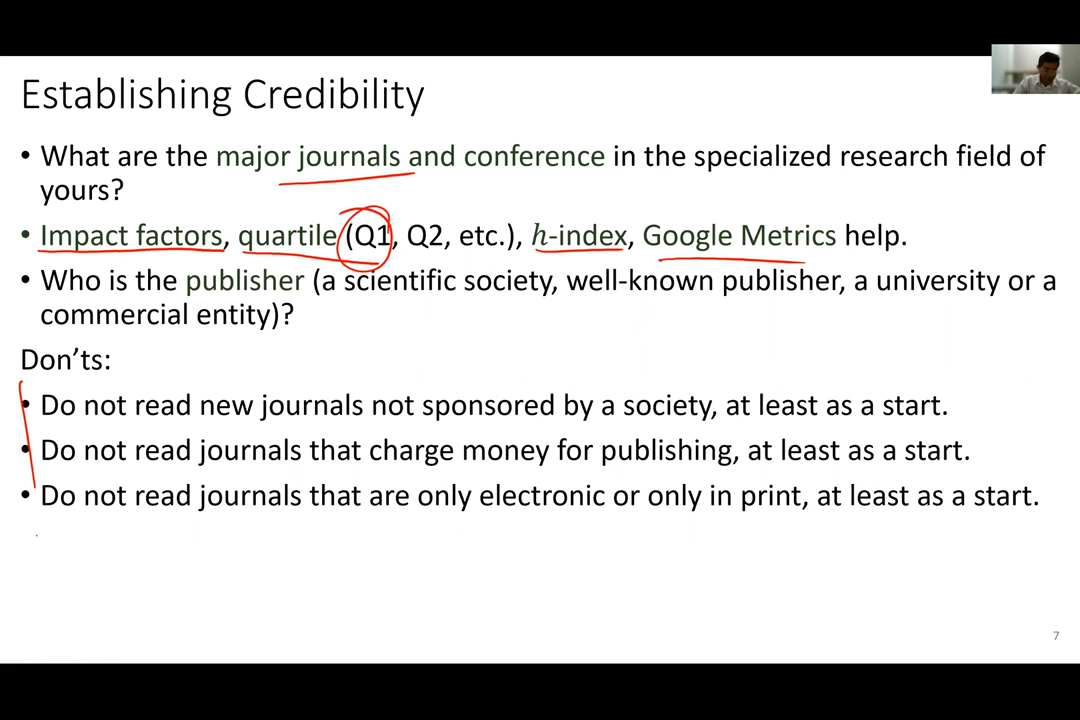 Establishing Credibility
• What are the major journals and conference in the specialized research field of
yours?
• Impact factors, quartile (Q1, Q2, etc.), h-index, Google Metrics help.
• Who is the publisher (a scientific society, well-known publisher, a university or a
commercial entity)?
Don’ts:
• Do not read new journals not sponsored by a society, at least as a start.
• Do not read journals that charge money for publishing, at least as a start.
• Do not read journals that are only electronic or only in print, at least as a start.
7